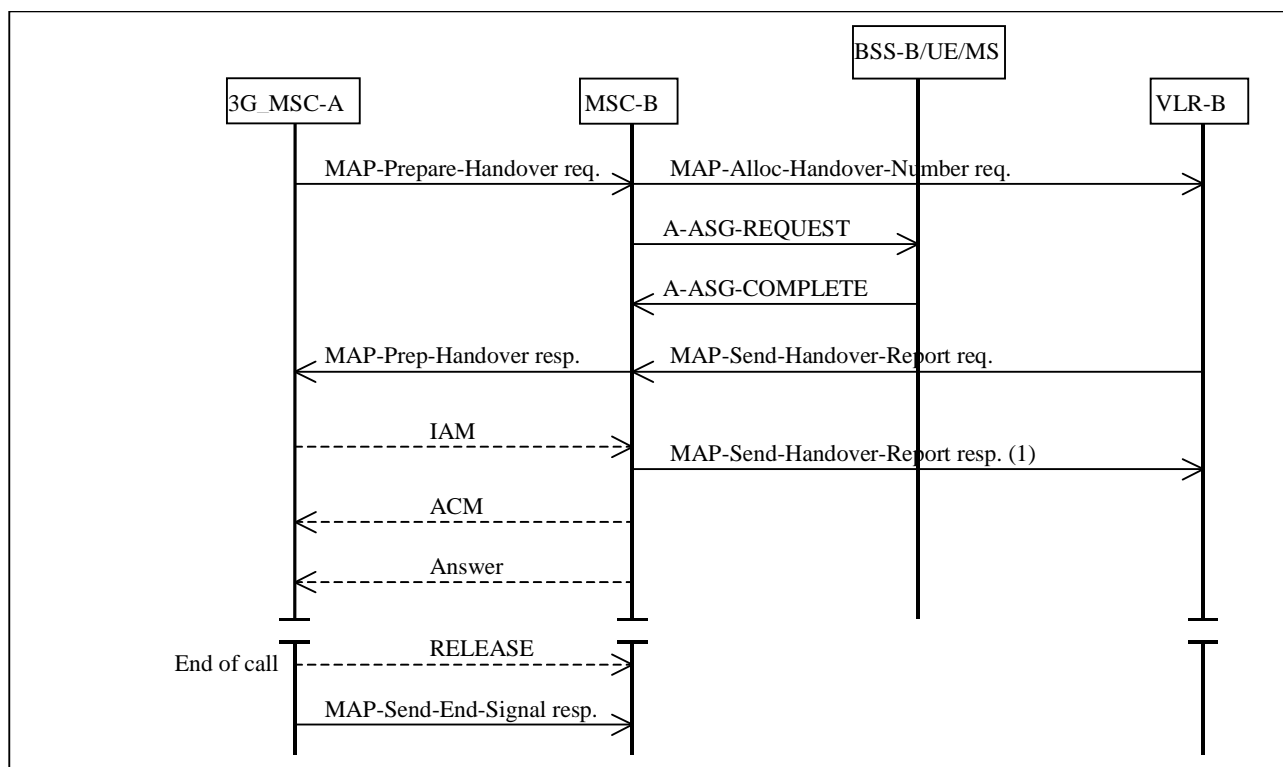 BSS-B/UE/MS
3G_MSC-A
MSC-B
VLR-B
MAP-Prepare-Handover req.
MAP-Alloc-Handover-Number req.
A-ASG-REQUEST
A-ASG-COMPLETE
MAP-Prep-Handover resp.
MAP-Send-Handover-Report req.
IAM
MAP-Send-Handover-Report resp. (1)
ACM
Answer
RELEASE
End of call
MAP-Send-End-Signal resp.